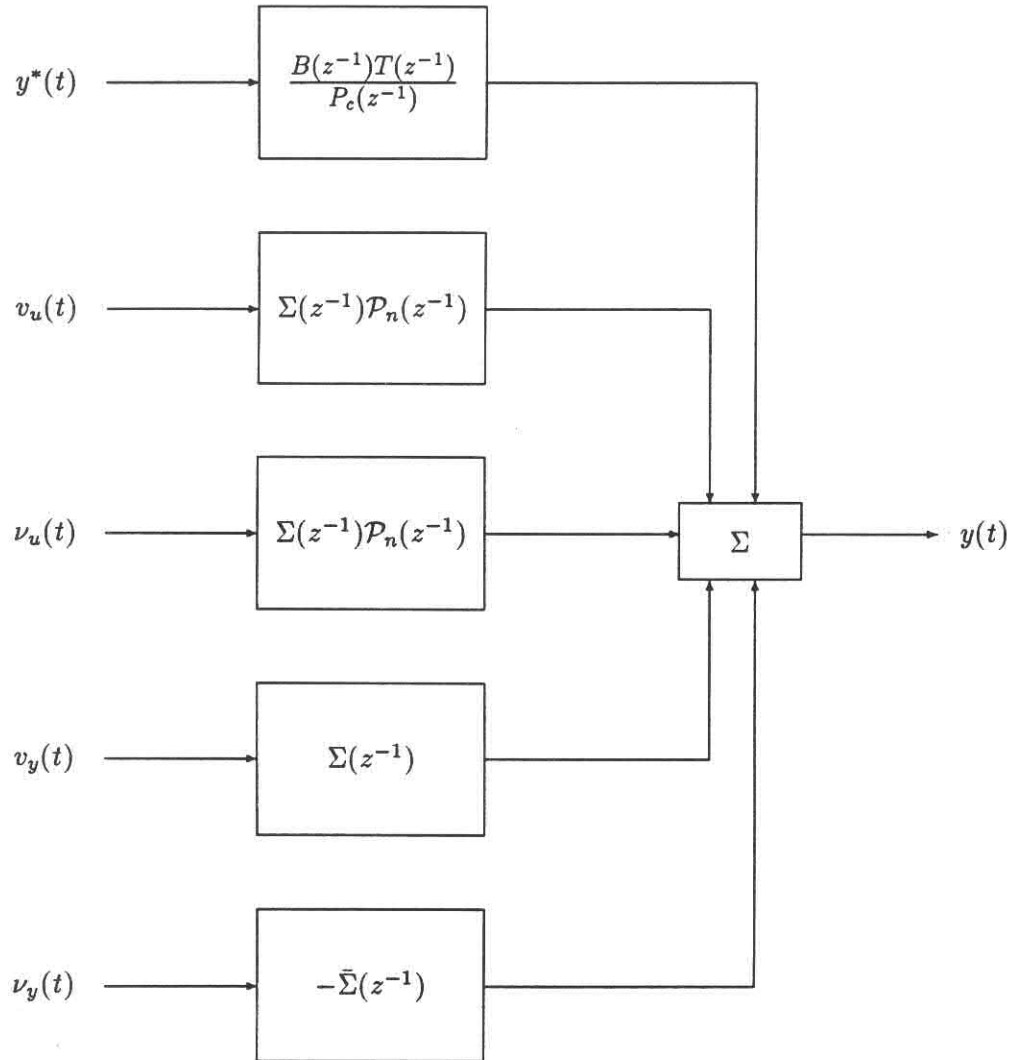 y*(t)
B(z⁻¹)T(z⁻¹)
P_c(z⁻¹)
v_u(t)
Σ(z⁻¹)𝒫_n(z⁻¹)
ν_u(t)
Σ(z⁻¹)𝒫_n(z⁻¹)
Σ
y(t)
v_y(t)
Σ(z⁻¹)
ν_y(t)
−Σ̄(z⁻¹)